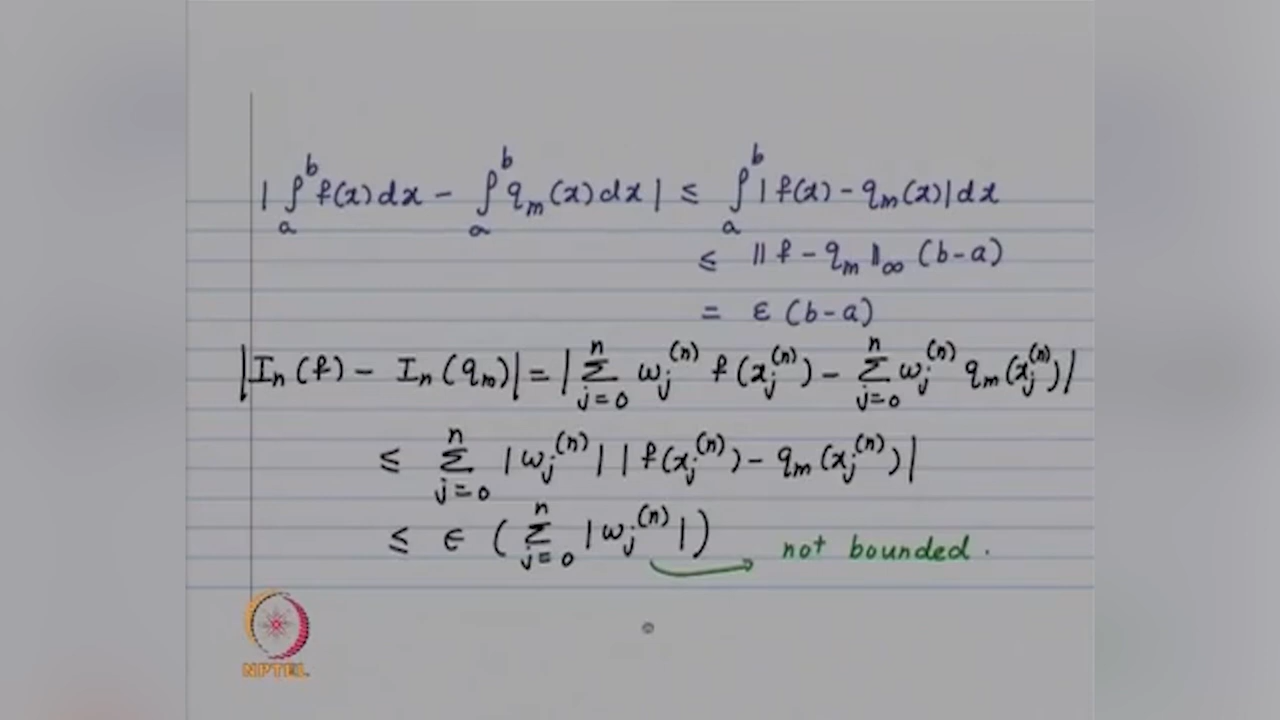 | ∫_a^b f(x) dx − ∫_a^b q_m(x) dx | ≤ ∫_a^b | f(x) − q_m(x) | dx
≤ || f − q_m ||_∞ (b−a)
= ε (b−a)
| I_n(f) − I_n(q_m) | = | Σ_{j=0}^n w_j^{(n)} f(x_j^{(n)}) − Σ_{j=0}^n w_j^{(n)} q_m(x_j^{(n)}) |
≤ Σ_{j=0}^n | w_j^{(n)} | | f(x_j^{(n)}) − q_m(x_j^{(n)}) |
≤ ∈ ( Σ_{j=0}^n | w_j^{(n)} | ) → not bounded.
NPTEL